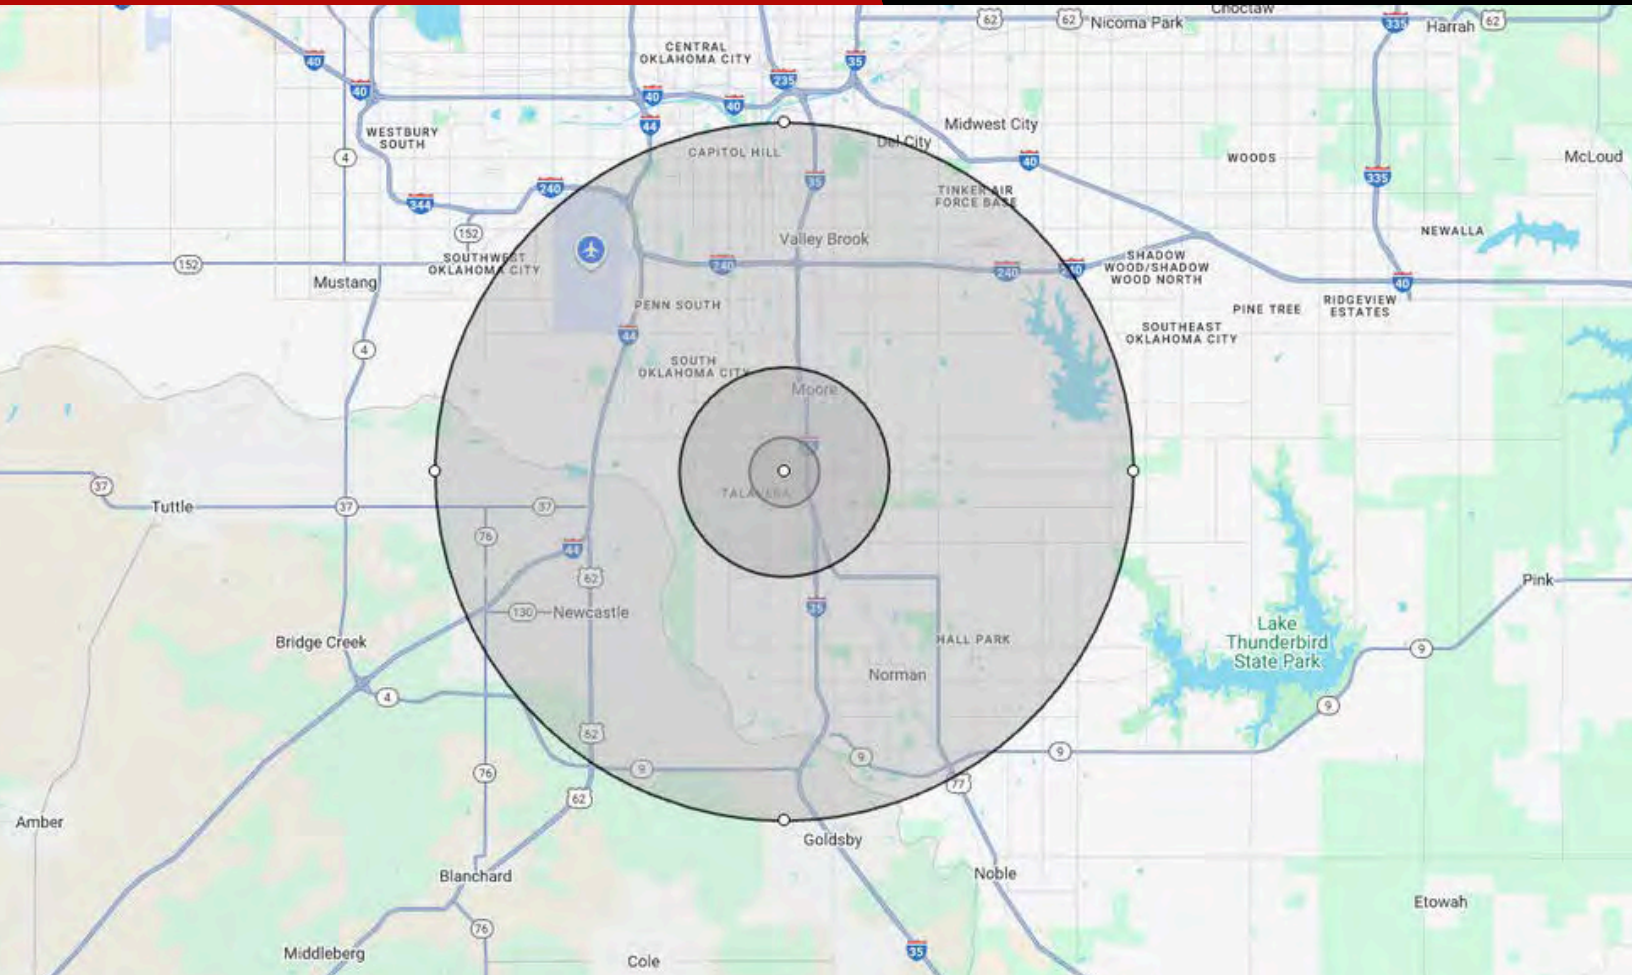 Choctaw
62
62
Nicoma Park
335
Harrah
62
CENTRAL
OKLAHOMA CITY
40
35
235
40
40
40
44
WESTBURY
SOUTH
4
CAPITOL HILL
Del City
Midwest City
40
WOODS
McLoud
35
335
240
344
TINKER AIR
FORCE BASE
152
Valley Brook
NEWALLA
152
SOUTHWEST
OKLAHOMA CITY
240
240
240
SHADOW
WOOD/SHADOW
WOOD NORTH
Mustang
40
PENN SOUTH
PINE TREE
RIDGEVIEW
ESTATES
44
SOUTHEAST
OKLAHOMA CITY
4
SOUTH
OKLAHOMA CITY
Moore
37
TALAVERA
Tuttle
37
37
76
44
62
Pink
35
130
Newcastle
Bridge Creek
HALL PARK
Lake
Thunderbird
State Park
9
Norman
4
9
62
9
9
9
76
77
62
Amber
Goldsby
Blanchard
Noble
Etowah
76
Middleberg
Cole
35